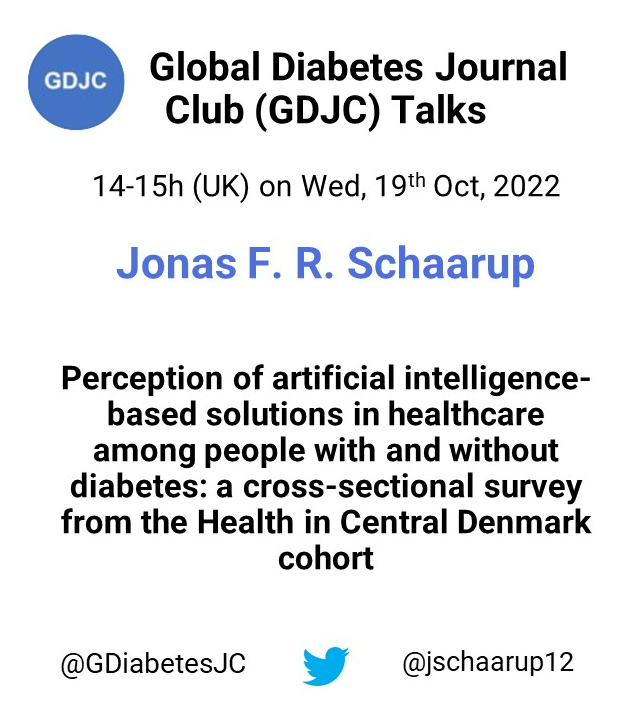 GDJC
Global Diabetes Journal
Club (GDJC) Talks
14-15h (UK) on Wed, 19th Oct, 2022
Jonas F. R. Schaarup
Perception of artificial intelligence-
based solutions in healthcare
among people with and without
diabetes: a cross-sectional survey
from the Health in Central Denmark
cohort
@GDiabetesJC
@jschaarup12